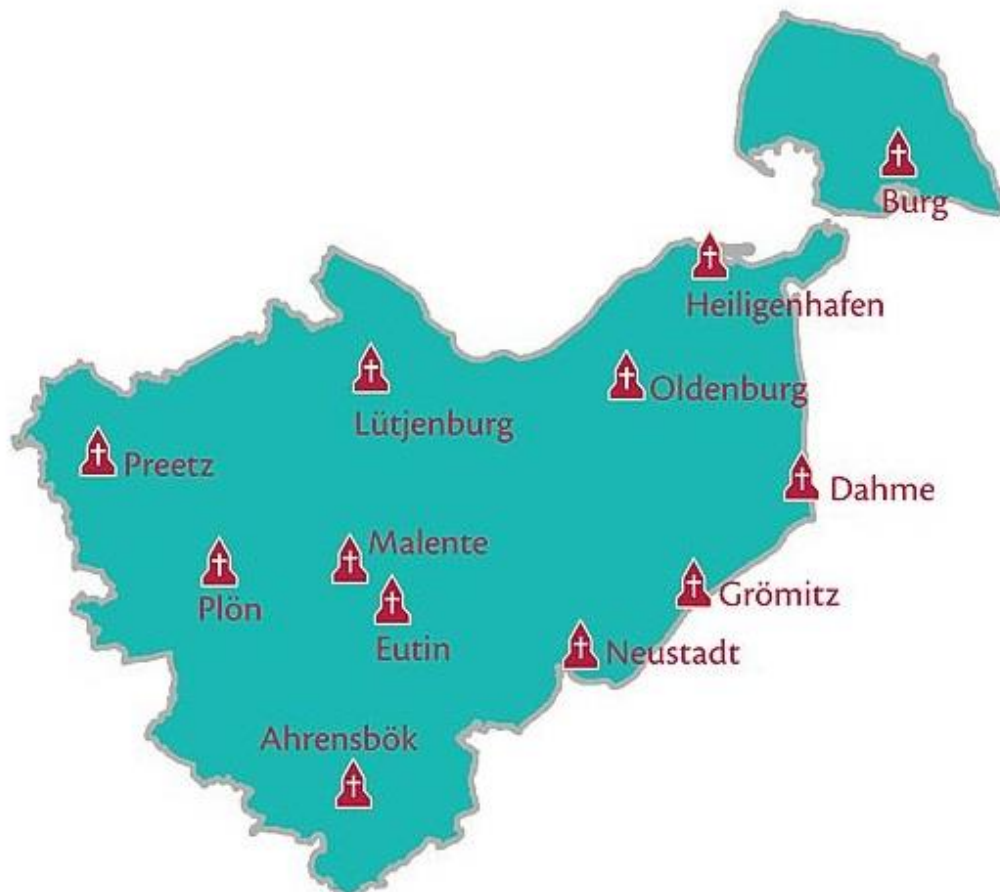 Burg
Heiligenhafen
Oldenburg
Lütjenburg
Preetz
Dahme
Malente
Grömitz
Plön
Eutin
Neustadt
Ahrensbök